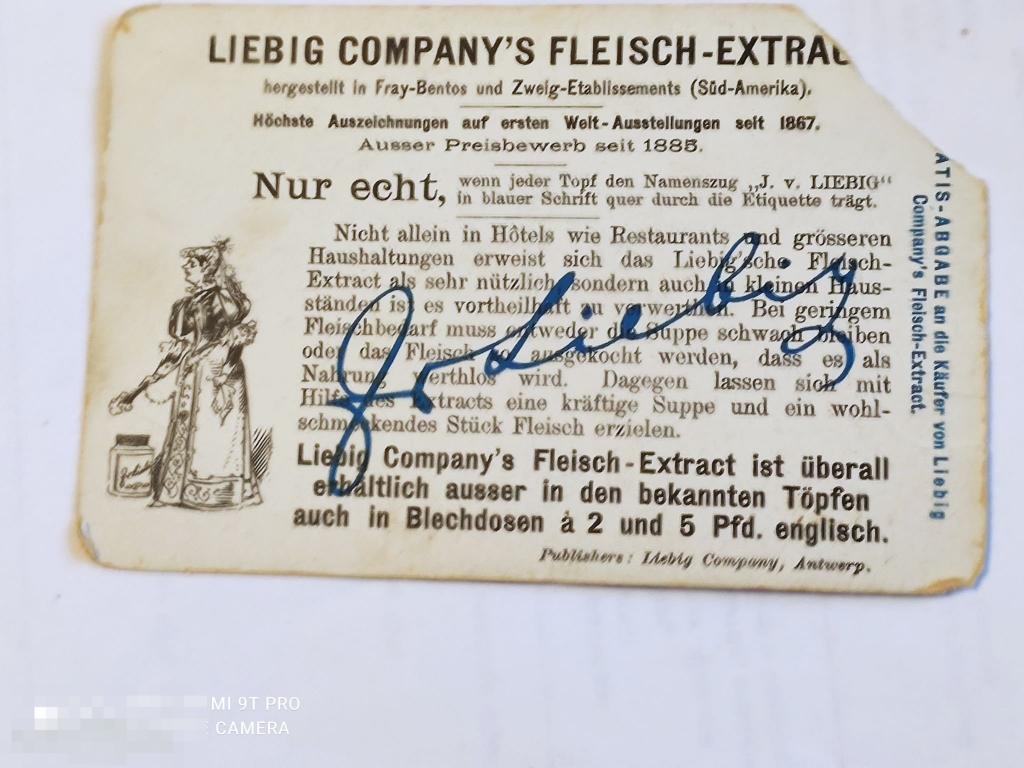 LIEBIG COMPANY'S FLEISCH-EXTRAC
hergestellt in Fray-Bentos und Zweig-Etablissements (Süd-Amerika).
Höchste Auszeichnungen auf ersten Welt-Ausstellungen seit 1867.
Ausser Preisbewerb seit 1885.
Nur echt, wenn jeder Topf den Namenszug „J. v. LIEBIG“
in blauer Schrift quer durch die Etiquette trägt.
Nicht allein in Hôtels wie Restaurants und grösseren
Haushaltungen erweist sich das Liebig'sche Fleisch-
Extract als sehr nützlich, sondern auch in kleinen Haus-
ständen ist es vortheilhaft zu verwerthen. Bei geringem
Fleischbedarf muss entweder die Suppe schwach bleiben
oder das Fleisch so ausgekocht werden, dass es als
Nahrung werthlos wird. Dagegen lassen sich mit
Hilfe des Extracts eine kräftige Suppe und ein wohl-
schmeckendes Stück Fleisch erzielen.
Liebig Company's Fleisch-Extract ist überall
erhältlich ausser in den bekannten Töpfen
auch in Blechdosen à 2 und 5 Pfd. englisch.
Publishers: Liebig Company, Antwerp.
JvLiebig
ATIS-ABGABE an die Käufer von Liebig
Company's Fleisch-Extract.
MI 9T PRO
CAMERA